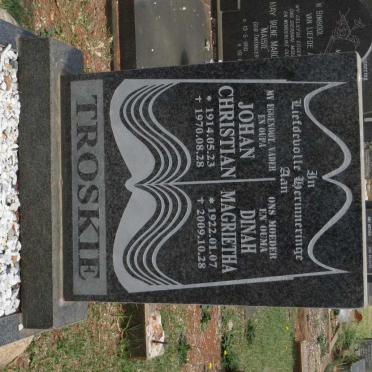 In
Liefdevolle Herinneringe
Aan
MY EGGENOOT, VADER
EN OUPA
JOHAN
CHRISTIAN
* 1914.05.23
✝ 1970.08.28
ONS MOEDER
EN OUMA
DINAH
MAGRIETHA
* 1922.01.07
✝ 2009.10.28
TROSKIE